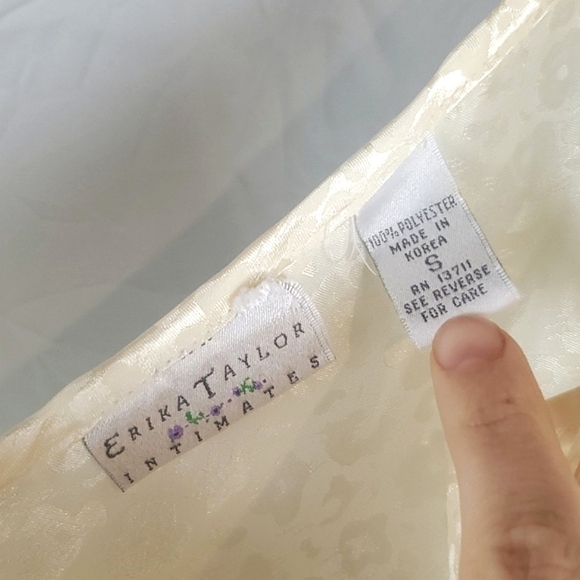 ERIKA TAYLOR
INTIMATES
100% POLYESTER
MADE IN
KOREA
S
RN 13711
SEE REVERSE
FOR CARE